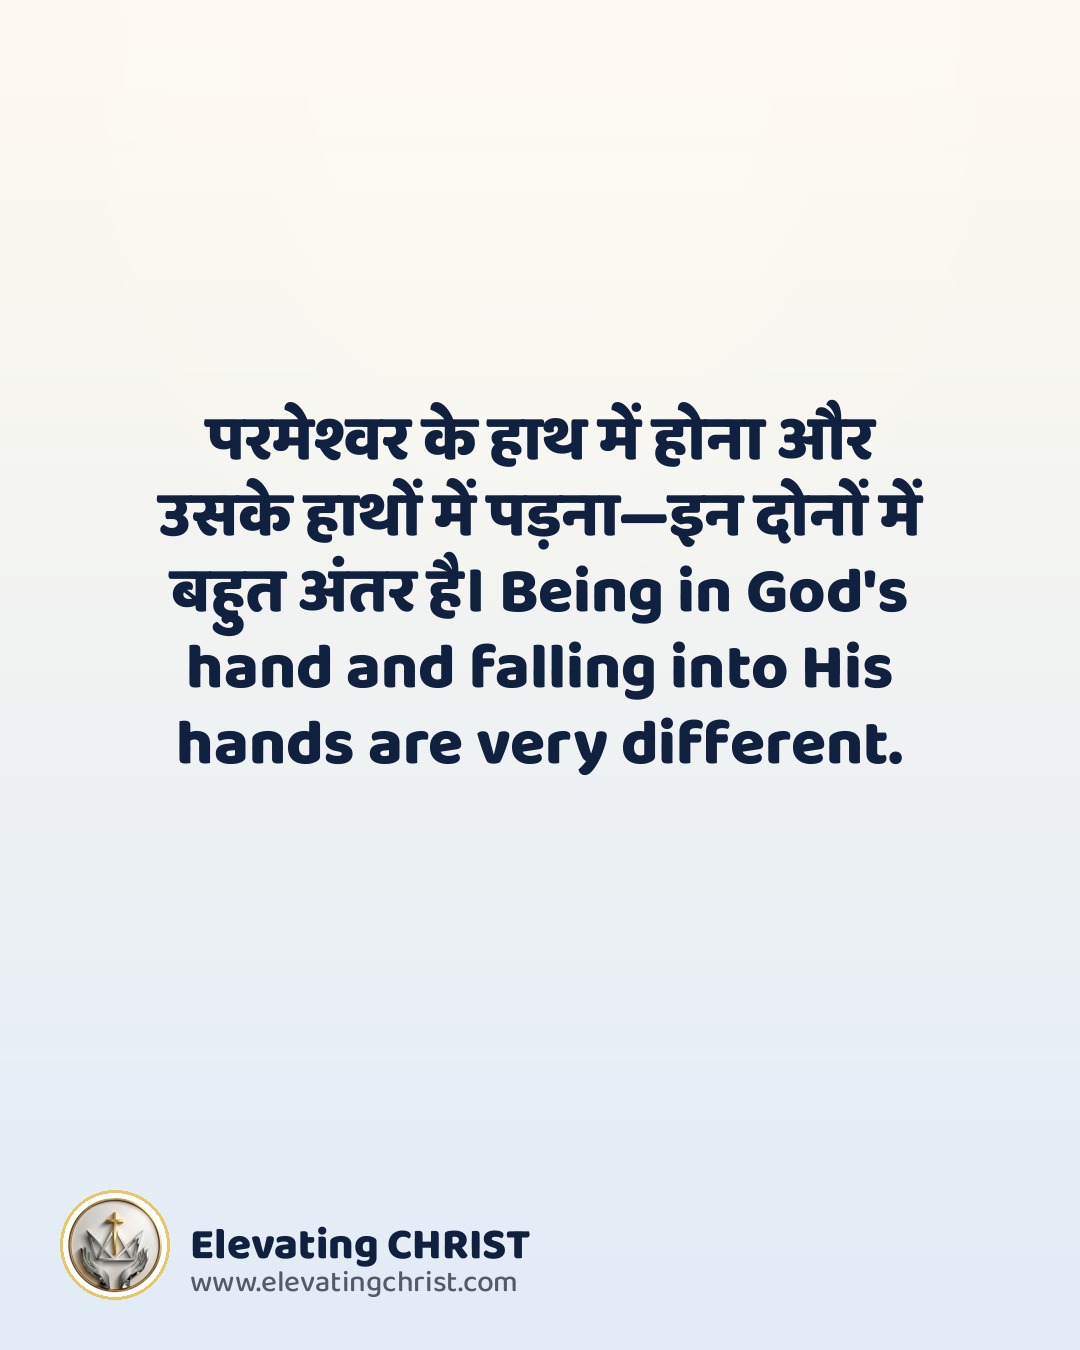 परमेश्वर के हाथ में होना और
उसके हाथों में पड़ना—इन दोनों में
बहुत अंतर है। Being in God's
hand and falling into His
hands are very different.
Elevating CHRIST
www.elevatingchrist.com